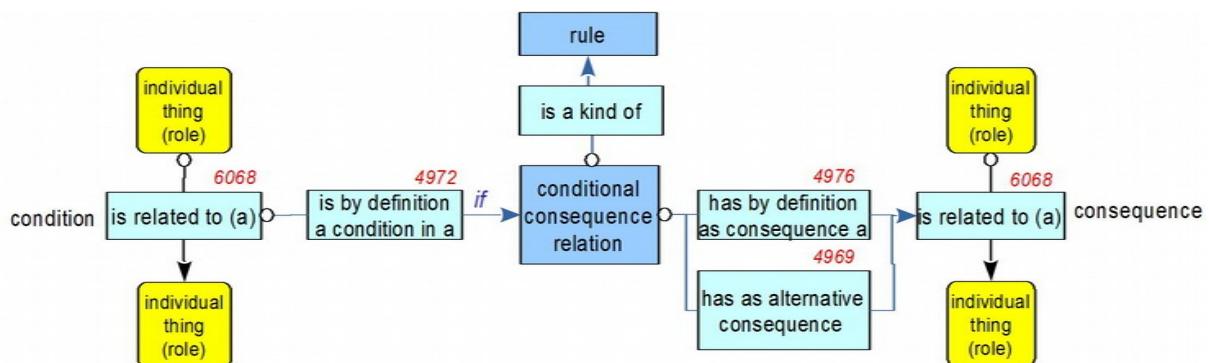 rule
individual
thing
(role)
is a kind of
individual
thing
(role)
6068
4972
4976
6068
condition
is related to (a)
is by definition
a condition in a
if
conditional
consequence
relation
has by definition
as consequence a
is related to (a)
consequence
4969
has as alternative
consequence
individual
thing
(role)
individual
thing
(role)